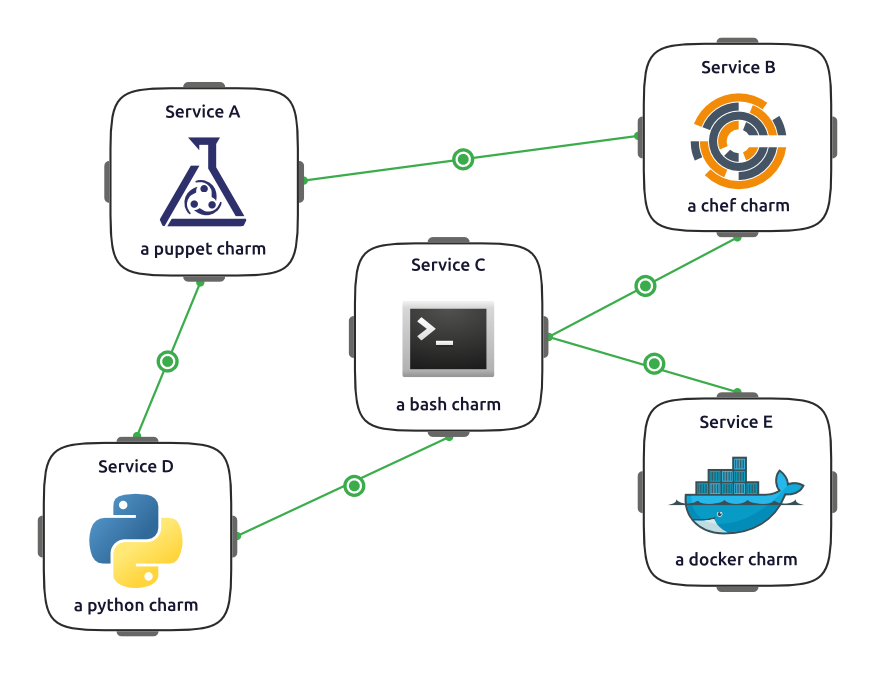 Service A
a puppet charm
Service B
a chef charm
Service C
>_
a bash charm
Service D
a python charm
Service E
a docker charm